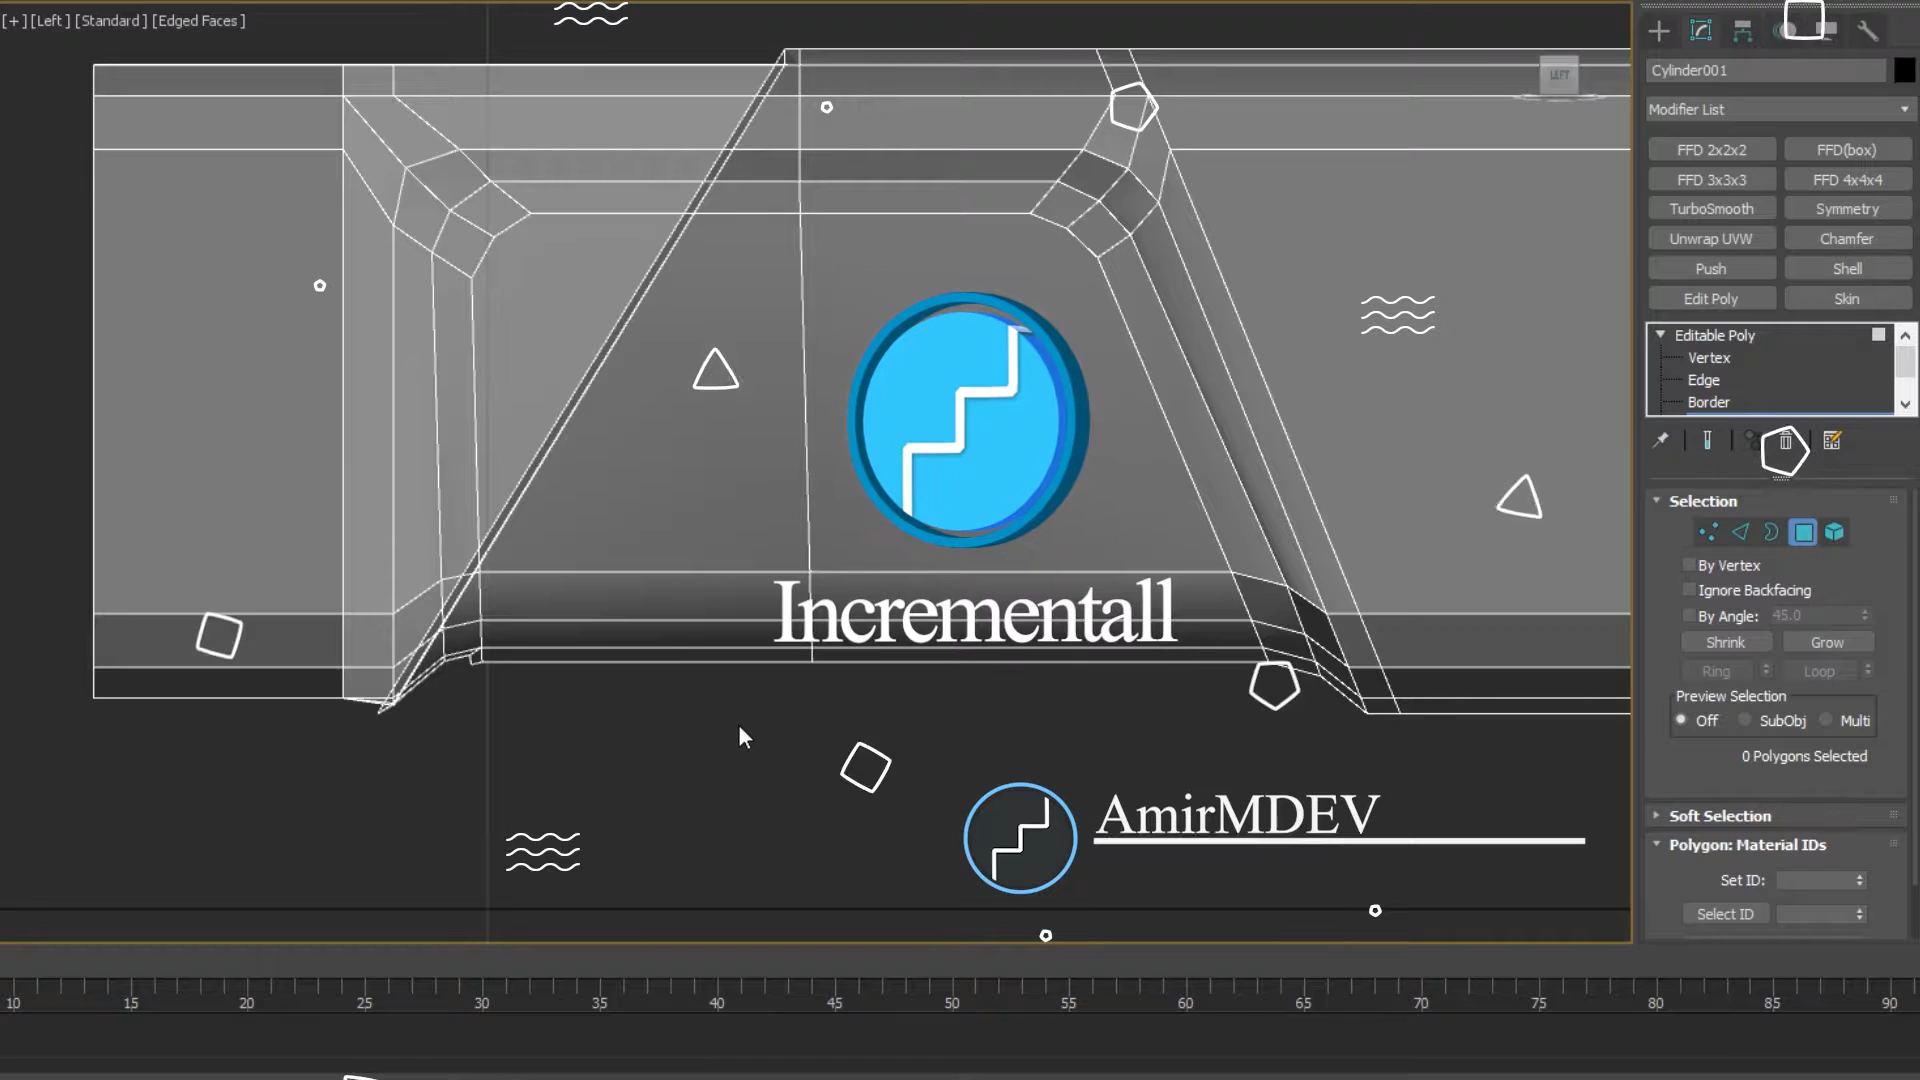 [+] [Left] [Standard] [Edged Faces]
LEFT
Cylinder001
Modifier List
FFD 2x2x2
FFD(box)
FFD 3x3x3
FFD 4x4x4
TurboSmooth
Symmetry
Unwrap UVW
Chamfer
Push
Shell
Edit Poly
Skin
Editable Poly
Vertex
Edge
Border
Selection
By Vertex
Ignore Backfacing
By Angle: 45.0
Shrink
Grow
Ring
Loop
Preview Selection
Off SubObj Multi
0 Polygons Selected
Soft Selection
Polygon: Material IDs
Set ID:
Select ID
Incrementall
AmirMDEV
10 15 20 25 30 35 40 45 50 55 60 65 70 75 80 85 90